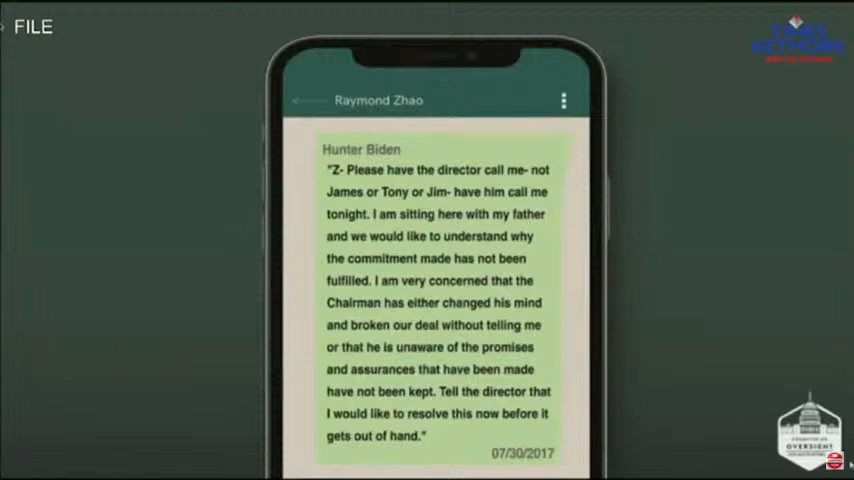 FILE
TIMES
NETWORK
Raymond Zhao
Hunter Biden
"Z- Please have the director call me- not
James or Tony or Jim- have him call me
tonight. I am sitting here with my father
and we would like to understand why
the commitment made has not been
fulfilled. I am very concerned that the
Chairman has either changed his mind
and broken our deal without telling me
or that he is unaware of the promises
and assurances that have been made
have not been kept. Tell the director that
I would like to resolve this now before it
gets out of hand."
07/30/2017
COMMITTEE ON
OVERSIGHT